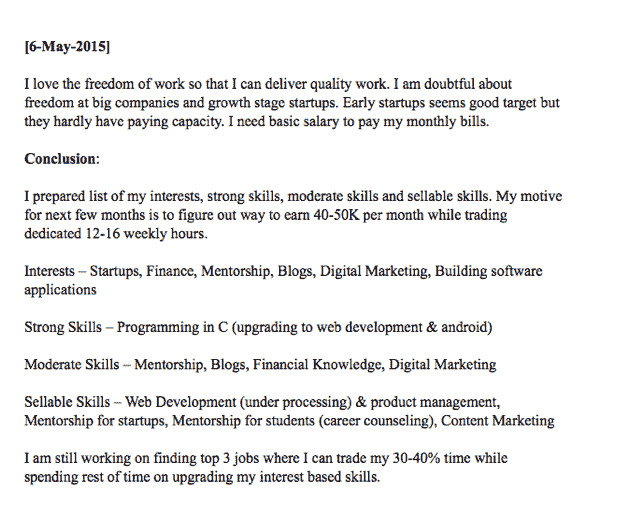 [6-May-2015]
I love the freedom of work so that I can deliver quality work. I am doubtful about
freedom at big companies and growth stage startups. Early startups seems good target but
they hardly have paying capacity. I need basic salary to pay my monthly bills.
Conclusion:
I prepared list of my interests, strong skills, moderate skills and sellable skills. My motive
for next few months is to figure out way to earn 40-50K per month while trading
dedicated 12-16 weekly hours.
Interests – Startups, Finance, Mentorship, Blogs, Digital Marketing, Building software
applications
Strong Skills – Programming in C (upgrading to web development & android)
Moderate Skills – Mentorship, Blogs, Financial Knowledge, Digital Marketing
Sellable Skills – Web Development (under processing) & product management,
Mentorship for startups, Mentorship for students (career counseling), Content Marketing
I am still working on finding top 3 jobs where I can trade my 30-40% time while
spending rest of time on upgrading my interest based skills.